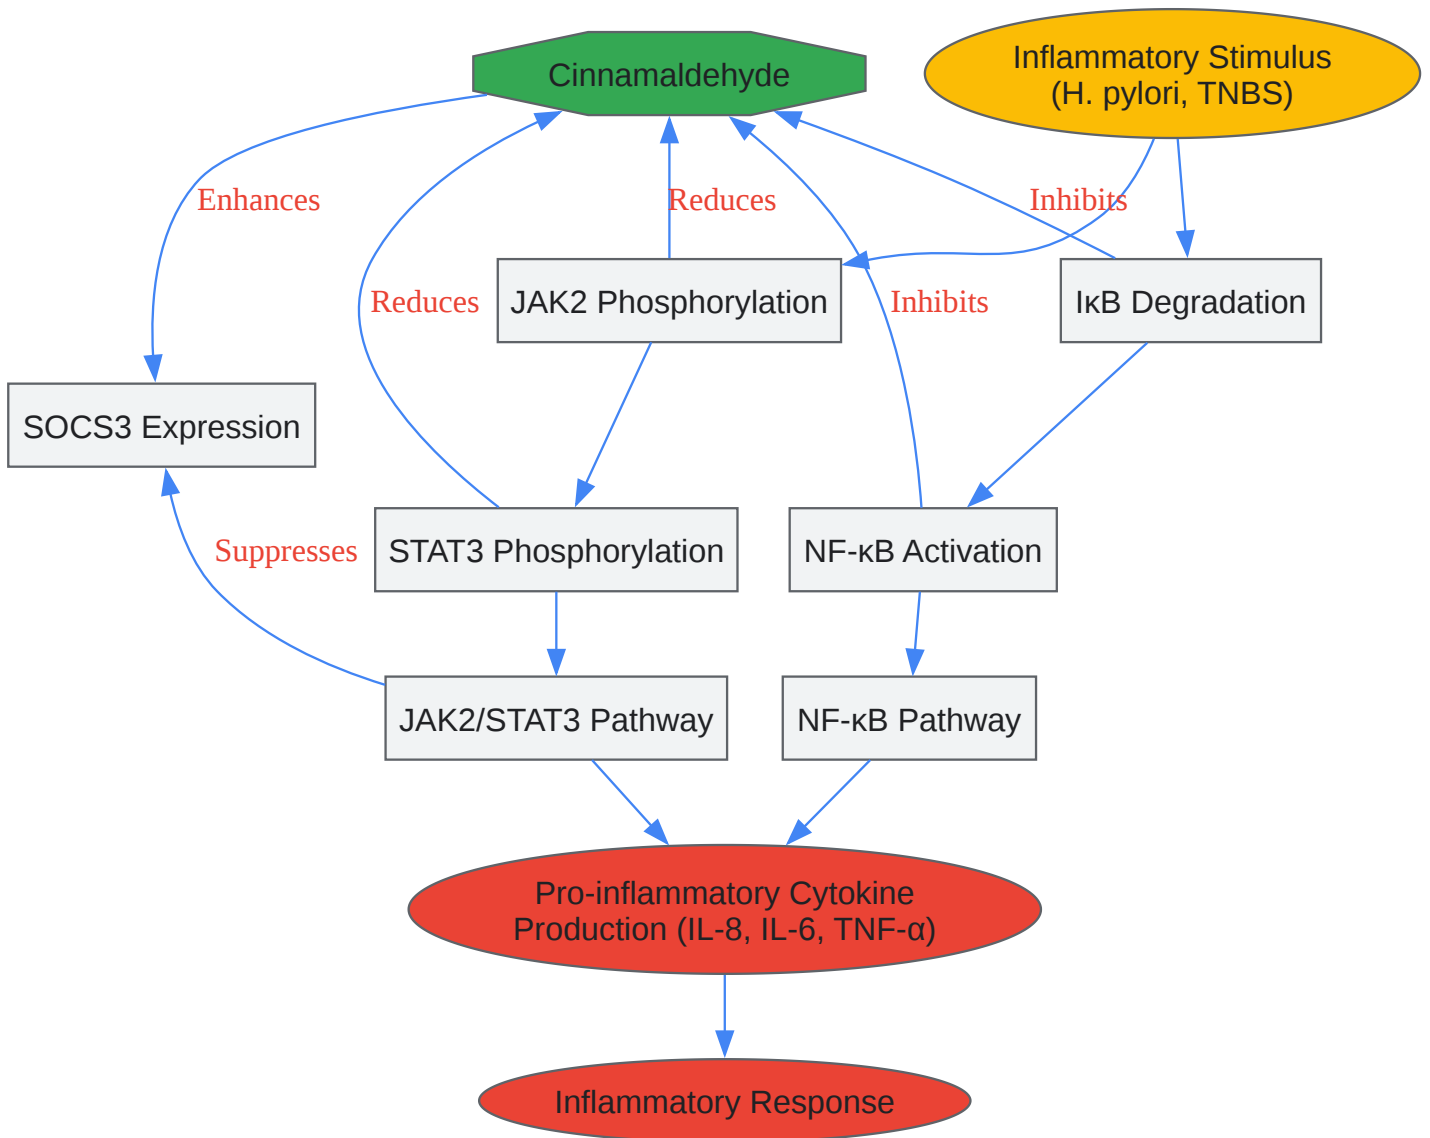 Cinnamaldehyde
Inflammatory Stimulus
(H. pylori, TNBS)
Enhances
Reduces
Inhibits
Reduces
JAK2 Phosphorylation
Inhibits
IκB Degradation
SOCS3 Expression
Suppresses
STAT3 Phosphorylation
NF-κB Activation
JAK2/STAT3 Pathway
NF-κB Pathway
Pro-inflammatory Cytokine
Production (IL-8, IL-6, TNF-α)
Inflammatory Response